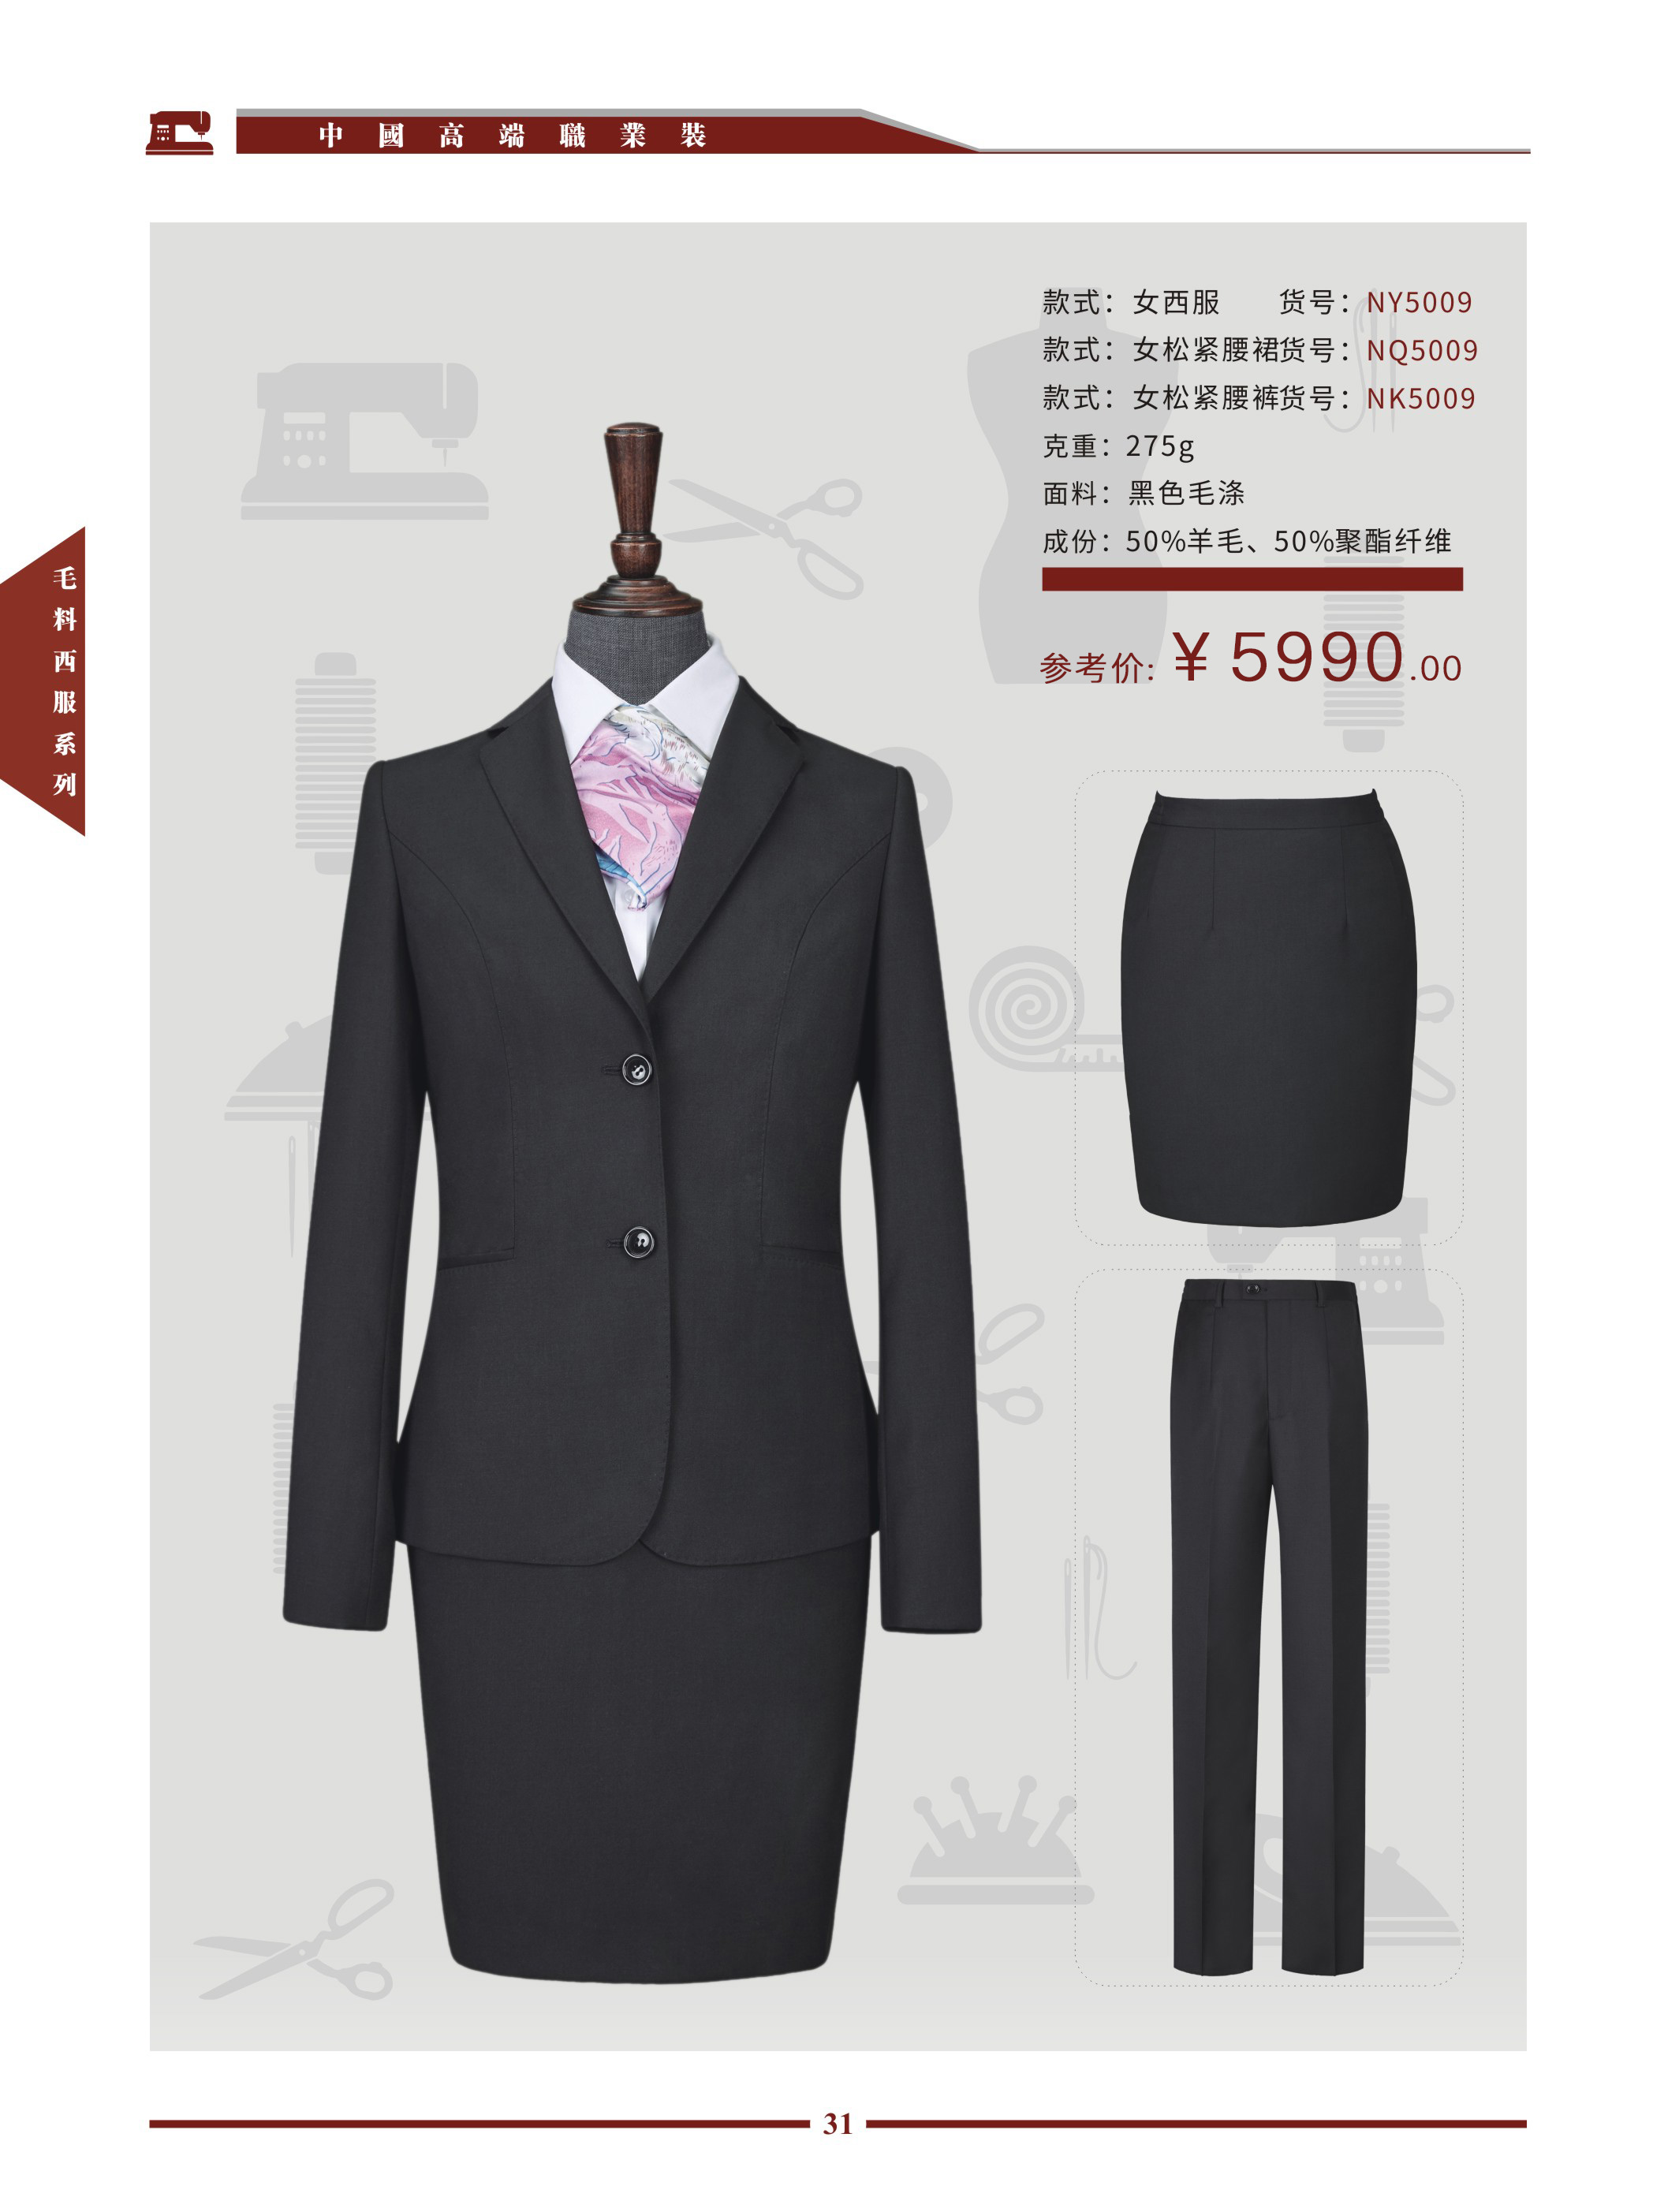 中國高端職業裝
款式：女西服 货号：NY5009
款式：女松紧腰裙货号：NQ5009
款式：女松紧腰裤货号：NK5009
克重：275g
面料：黑色毛涤
成份：50%羊毛、50%聚酯纤维
参考价：￥5990.00
毛料西服系列
31